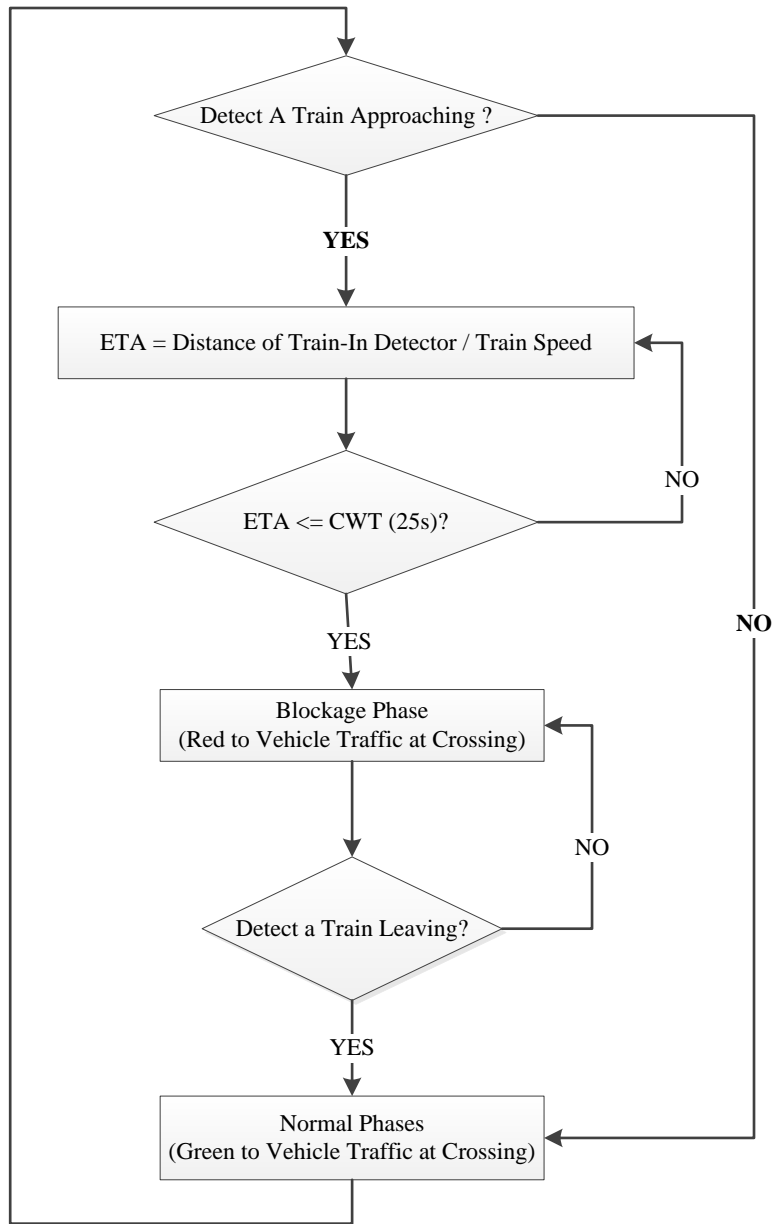 Detect A Train Approaching ?
YES
ETA = Distance of Train-In Detector / Train Speed
NO
ETA <= CWT (25s)?
NO
YES
Blockage Phase
(Red to Vehicle Traffic at Crossing)
NO
Detect a Train Leaving?
YES
Normal Phases
(Green to Vehicle Traffic at Crossing)